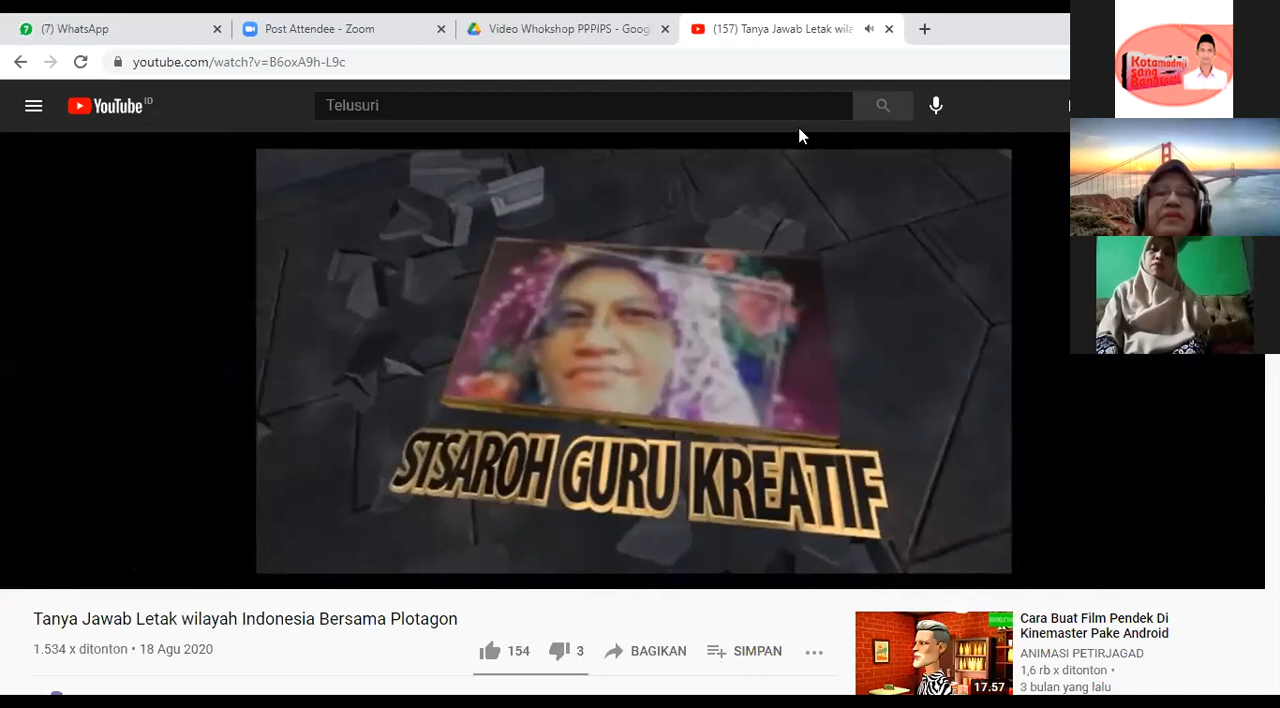 (7) WhatsApp
Post Attendee - Zoom
Video Whokshop PPPIPS - Goog
(157) Tanya Jawab Letak wila
youtube.com/watch?v=B6oxA9h-L9c
YouTube ID
Telusuri
Kotamadreji
sang
STSAROH GURU KREATIF
Tanya Jawab Letak wilayah Indonesia Bersama Plotagon
1.534 x ditonton • 18 Agu 2020
154
3
BAGIKAN
SIMPAN
17.57
Cara Buat Film Pendek Di
Kinemaster Pake Android
ANIMASI PETIRJAGAD
1,6 rb x ditonton •
3 bulan yang lalu